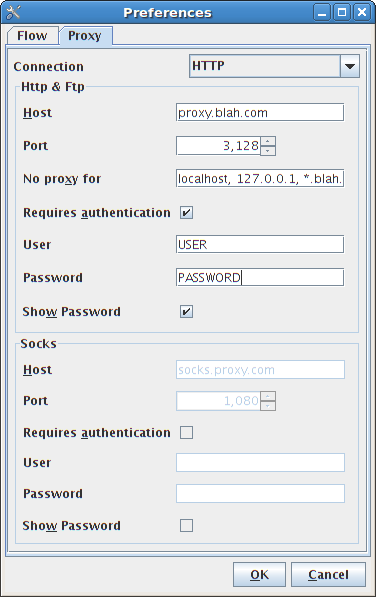 Preferences
Flow Proxy
Connection HTTP
Http & Ftp
Host proxy.blah.com
Port 3,128
No proxy for localhost, 127.0.0.1, *.blah.
Requires authentication
User USER
Password PASSWORD
Show Password
Socks
Host socks.proxy.com
Port 1,080
Requires authentication
User
Password
Show Password
OK Cancel